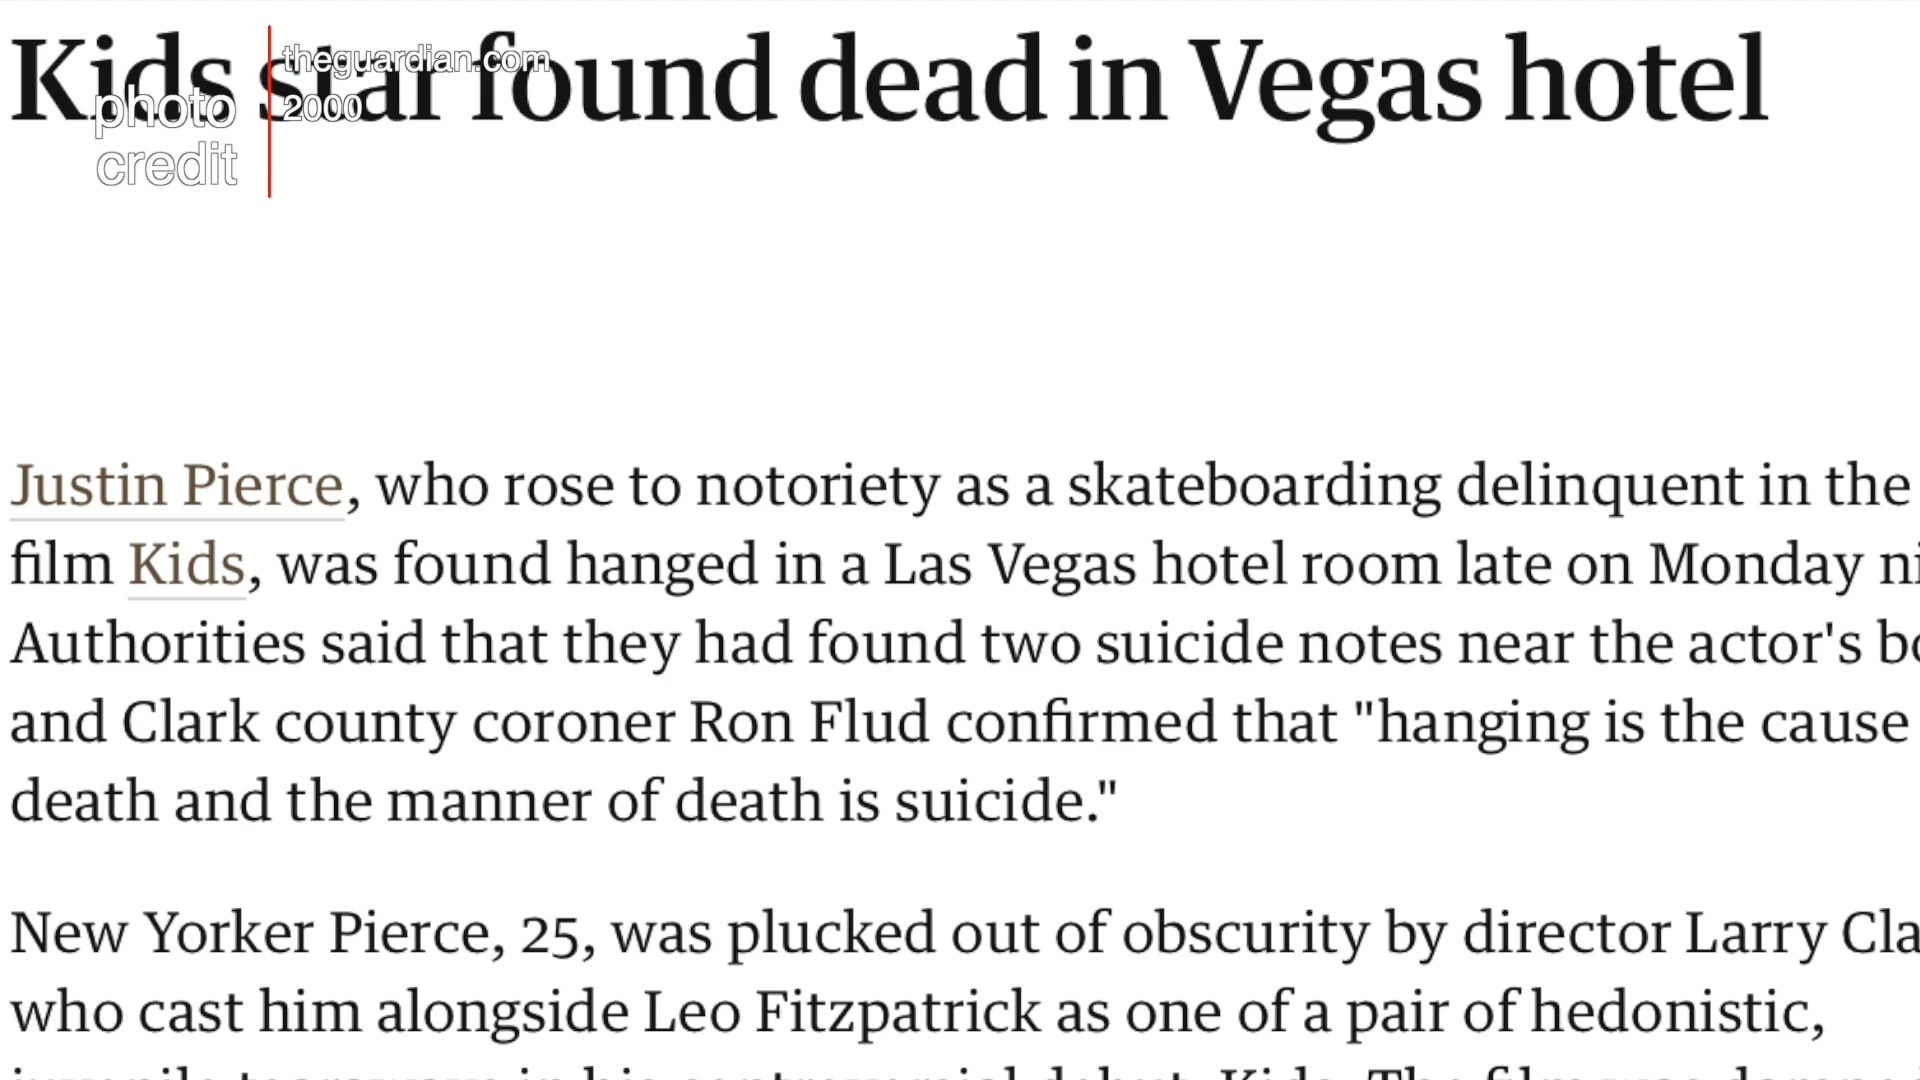 Kids star found dead in Vegas hotel
theguardian.com
2000
photo
credit
Justin Pierce, who rose to notoriety as a skateboarding delinquent in the
film Kids, was found hanged in a Las Vegas hotel room late on Monday
Authorities said that they had found two suicide notes near the actor's
and Clark county coroner Ron Flud confirmed that "hanging is the cause
death and the manner of death is suicide."
New Yorker Pierce, 25, was plucked out of obscurity by director Larry
who cast him alongside Leo Fitzpatrick as one of a pair of hedonistic,